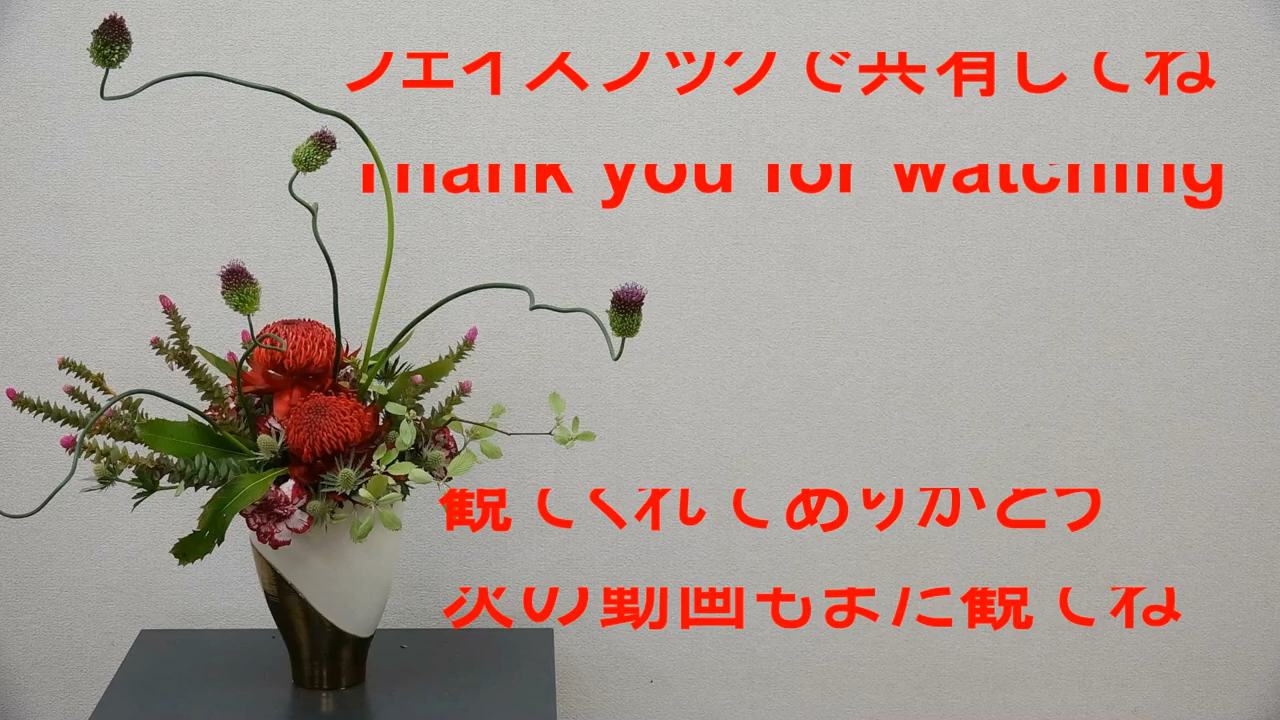 フェイスブックで共有してね
Thank you for watching
観てくれてありがとう
次の動画もまた観てね